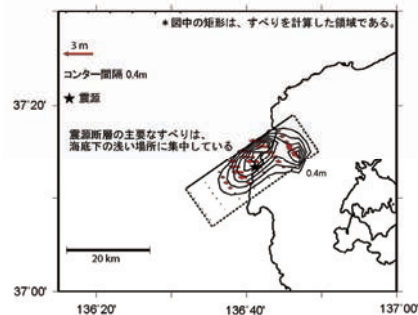 ＊図中の矩形は、すべりを計算した領域である。
3 m
コンター間隔 0.4m
★ 震源
37°20'
震源断層の主要なすべりは、
海底下の浅い場所に集中している
0.4m
20 km
37°00'
136°20'
136°40'
137°00'